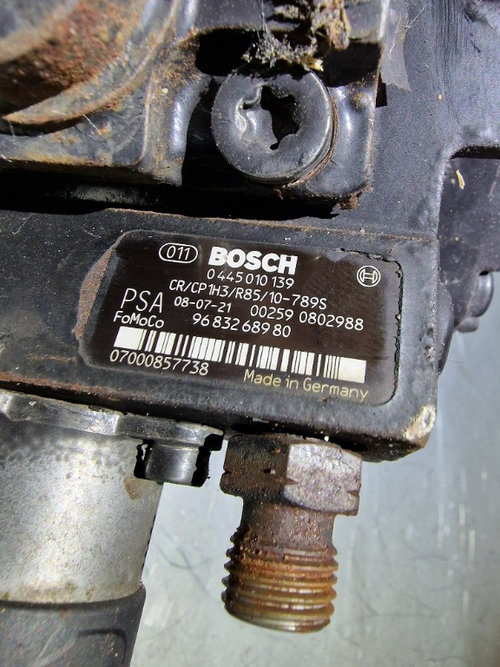 011 BOSCH
0 445 010 139
CR/CP1H3/R85/10-789S
PSA 08-07-21 00259 0802988
FoMoCo 96 832 689 80
07000857738 Made in Germany